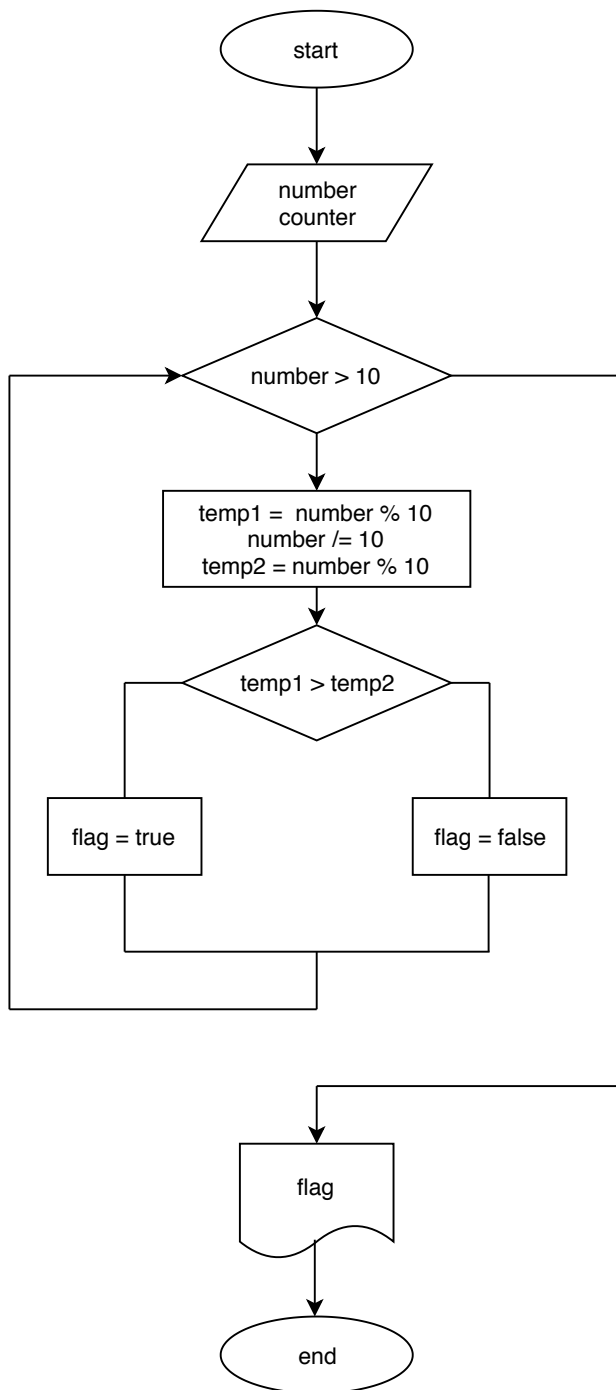 start
number
counter
number > 10
temp1 = number % 10
number /= 10
temp2 = number % 10
temp1 > temp2
flag = true
flag = false
flag
end